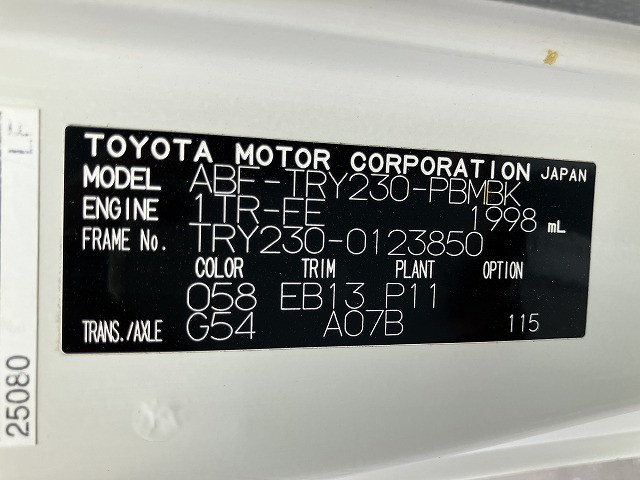 TOYOTA MOTOR CORPORATION JAPAN
MODEL ABF-TRY230-PBMBK
ENGINE 1TR-FE 1998 mL
FRAME No. TRY230-0123850
COLOR TRIM PLANT OPTION
058 EB13 P11
TRANS./AXLE G54 A07B 115
25080